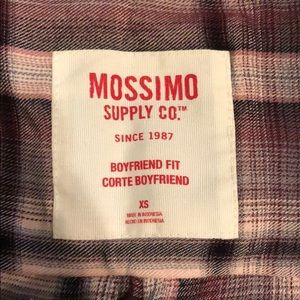 MOSSIMO
SUPPLY CO.™
SINCE 1987
BOYFRIEND FIT
CORTE BOYFRIEND
XS
MADE IN INDONESIA
HECHO EN INDONESIA